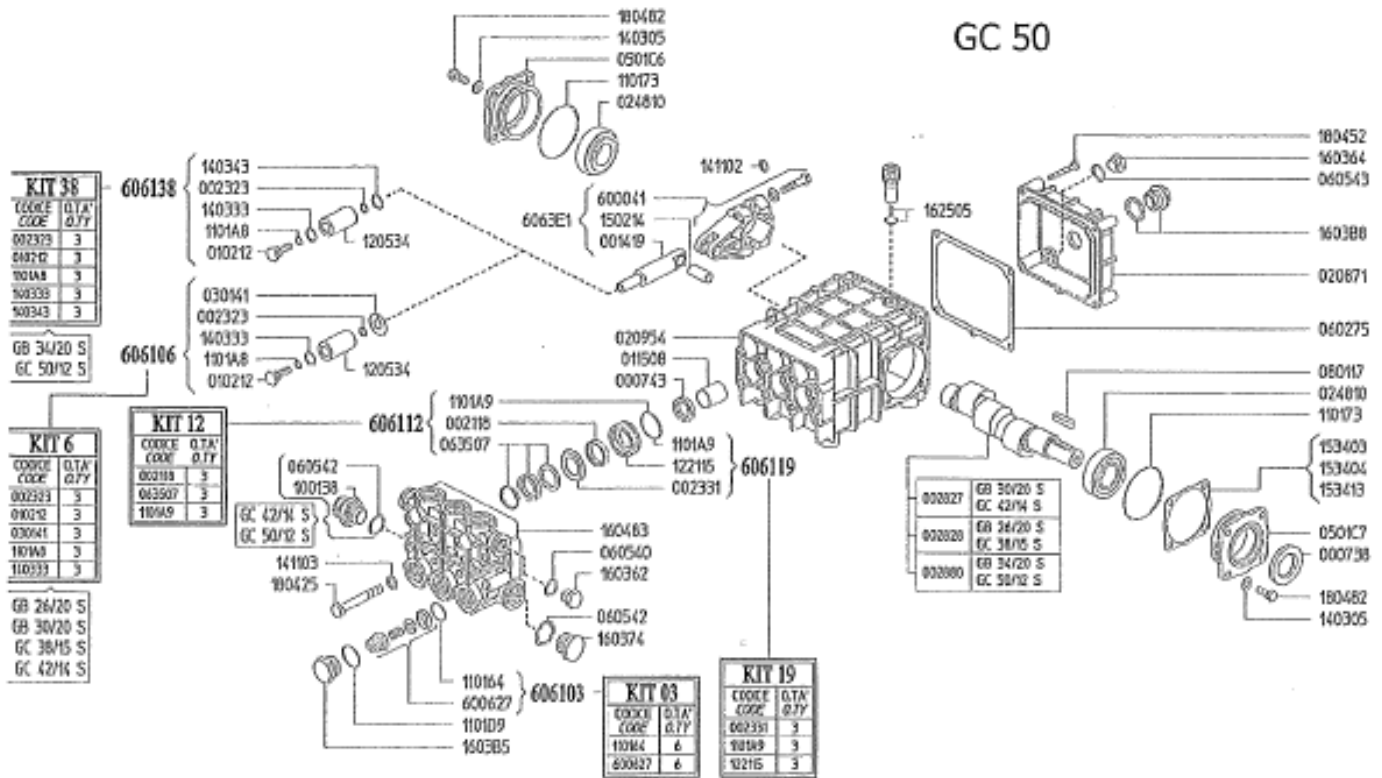 GC 50
180482
140305
0501C6
110173
024810
180452
160364
060543
1603B8
020871
060275
141102
600041
6063E1
150214
001419
162505
KIT 38
CODICE CODE Q.TA' Q.TY
002323 3
010212 3
1101A8 3
140333 3
140343 3
GB 34/20 S
GC 50/12 S
606138
140343
002323
140333
1101A8
010212
120534
606106
030141
002323
140333
1101A8
010212
120534
KIT 6
CODICE CODE Q.TA' Q.TY
002323 3
010212 3
030141 3
1101A8 3
140333 3
GB 26/20 S
GB 30/20 S
GC 38/15 S
GC 42/14 S
KIT 12
CODICE CODE Q.TA' Q.TY
002118 3
063507 3
1101A9 3
606112
1101A9
002118
063507
020954
011508
000743
1101A9
122115
002331
606119
060542
100138
GC 42/14 S
GC 50/12 S
141103
180425
160483
060540
160362
060542
160374
110164
600627
606103
1101D9
1603B5
KIT 03
CODICE CODE Q.TA' Q.TY
110164 6
600627 6
KIT 19
CODICE CODE Q.TA' Q.TY
002331 3
1101A9 3
122115 3
002827 GB 30/20 S
GC 42/14 S
002828 GB 26/20 S
GC 38/15 S
002880 GB 34/20 S
GC 50/12 S
024810
110173
153403
153404
153413
0501C7
000738
180482
140305